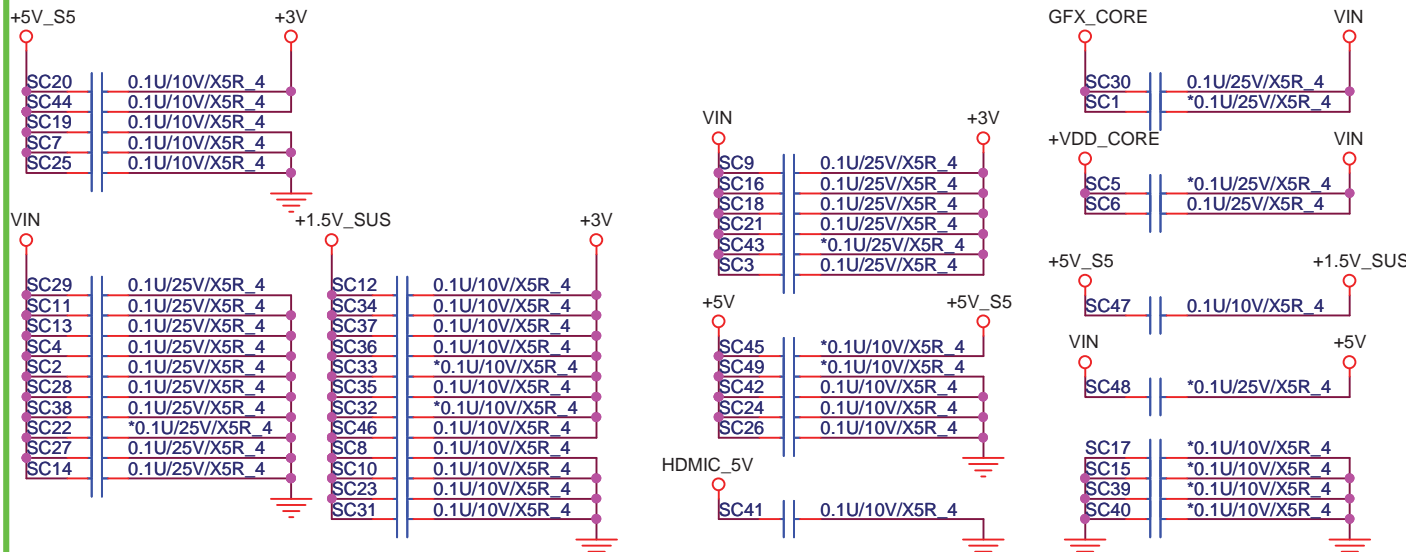 +5V_S5 +3V
SC20 0.1U/10V/X5R_4
SC44 0.1U/10V/X5R_4
SC19 0.1U/10V/X5R_4
SC7 0.1U/10V/X5R_4
SC25 0.1U/10V/X5R_4
VIN
SC29 0.1U/25V/X5R_4
SC11 0.1U/25V/X5R_4
SC13 0.1U/25V/X5R_4
SC4 0.1U/25V/X5R_4
SC2 0.1U/25V/X5R_4
SC28 0.1U/25V/X5R_4
SC38 0.1U/25V/X5R_4
SC22 *0.1U/25V/X5R_4
SC27 0.1U/25V/X5R_4
SC14 0.1U/25V/X5R_4
+1.5V_SUS +3V
SC12 0.1U/10V/X5R_4
SC34 0.1U/10V/X5R_4
SC37 0.1U/10V/X5R_4
SC36 0.1U/10V/X5R_4
SC33 *0.1U/10V/X5R_4
SC35 0.1U/10V/X5R_4
SC32 *0.1U/10V/X5R_4
SC46 0.1U/10V/X5R_4
SC8 0.1U/10V/X5R_4
SC10 0.1U/10V/X5R_4
SC23 0.1U/10V/X5R_4
SC31 0.1U/10V/X5R_4
VIN +3V
SC9 0.1U/25V/X5R_4
SC16 0.1U/25V/X5R_4
SC18 0.1U/25V/X5R_4
SC21 0.1U/25V/X5R_4
SC43 *0.1U/25V/X5R_4
SC3 0.1U/25V/X5R_4
+5V +5V_S5
SC45 *0.1U/10V/X5R_4
SC49 *0.1U/10V/X5R_4
SC42 0.1U/10V/X5R_4
SC24 0.1U/10V/X5R_4
SC26 0.1U/10V/X5R_4
HDMIC_5V
SC41 0.1U/10V/X5R_4
GFX_CORE VIN
SC30 0.1U/25V/X5R_4
SC1 *0.1U/25V/X5R_4
+VDD_CORE VIN
SC5 *0.1U/25V/X5R_4
SC6 0.1U/25V/X5R_4
+5V_S5 +1.5V_SUS
SC47 0.1U/10V/X5R_4
VIN +5V
SC48 *0.1U/25V/X5R_4
SC17 *0.1U/10V/X5R_4
SC15 *0.1U/10V/X5R_4
SC39 *0.1U/10V/X5R_4
SC40 *0.1U/10V/X5R_4